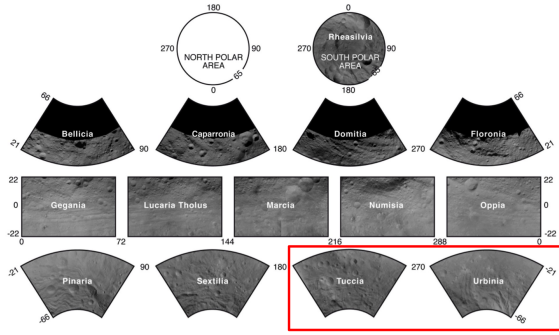 180
0
270
90
NORTH POLAR
AREA
65
0
Rheasilvia
270
90
SOUTH POLAR
AREA
-65
180
66
66
Bellicia
Caparronia
Domitia
Floronia
21
90
180
270
21
22
22
0
Gegania
Lucaria Tholus
Marcia
Numisia
Oppia
0
-22
-22
0
72
144
216
288
0
-21
90
180
270
-21
Pinaria
Sextilia
Tuccia
Urbinia
-66
-66